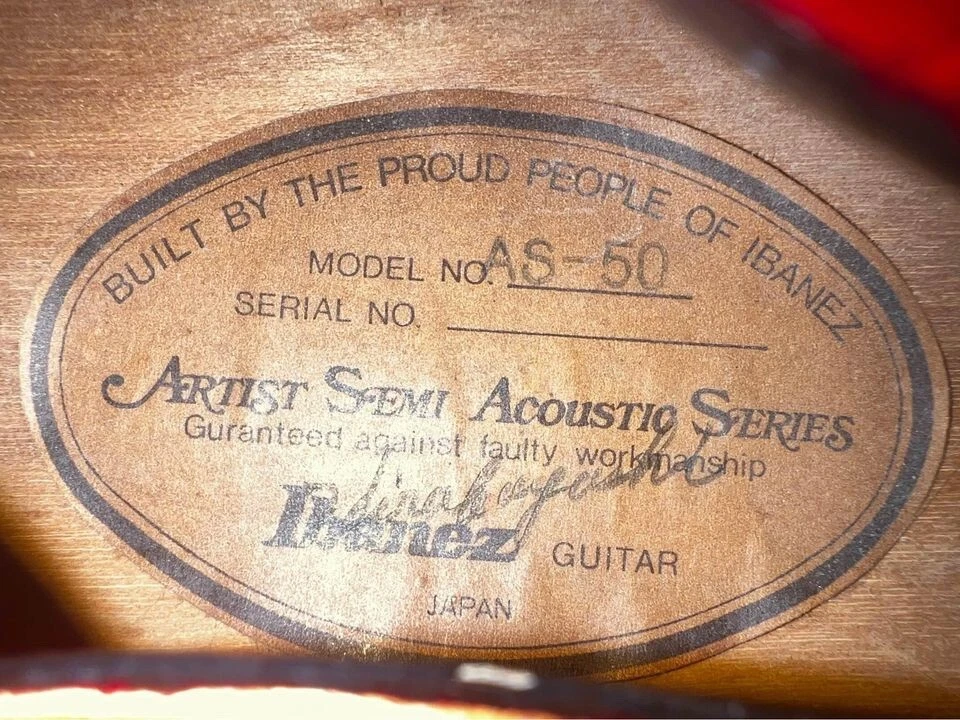 BUILT BY THE PROUD PEOPLE OF IBANEZ
MODEL NO. AS-50
SERIAL NO.
ARTIST SEMI ACOUSTIC SERIES
Guranteed against faulty workmanship
Ibanez GUITAR
JAPAN